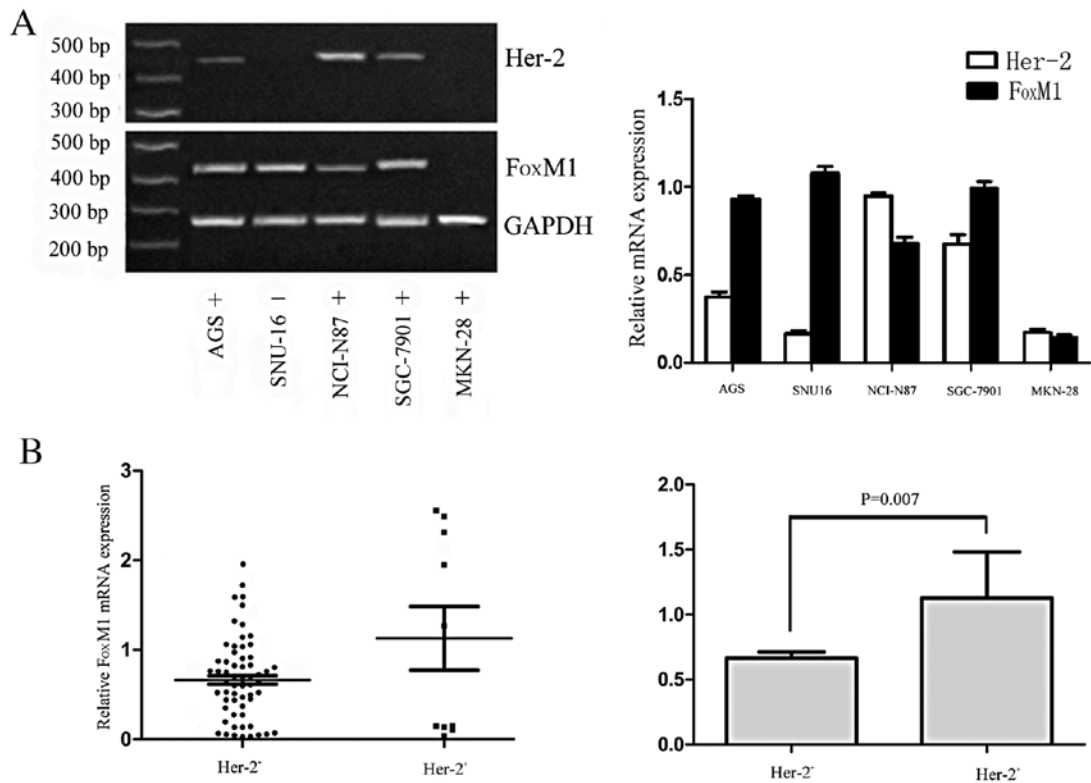 A
500 bp
400 bp
300 bp
Her-2
500 bp
400 bp
300 bp
200 bp
FoxM1
GAPDH
AGS +
SNU-16 –
NCI-N87 +
SGC-7901 +
MKN-28 +
Her-2
FoxM1
Relative mRNA expression
1.5
1.0
0.5
0.0
AGS
SNU16
NCI-N87
SGC-7901
MKN-28
B
Relative FoxM1 mRNA expression
3
2
1
0
Her-2⁻
Her-2⁺
2.0
1.5
1.0
0.5
0.0
P=0.007
Her-2⁻
Her-2⁺